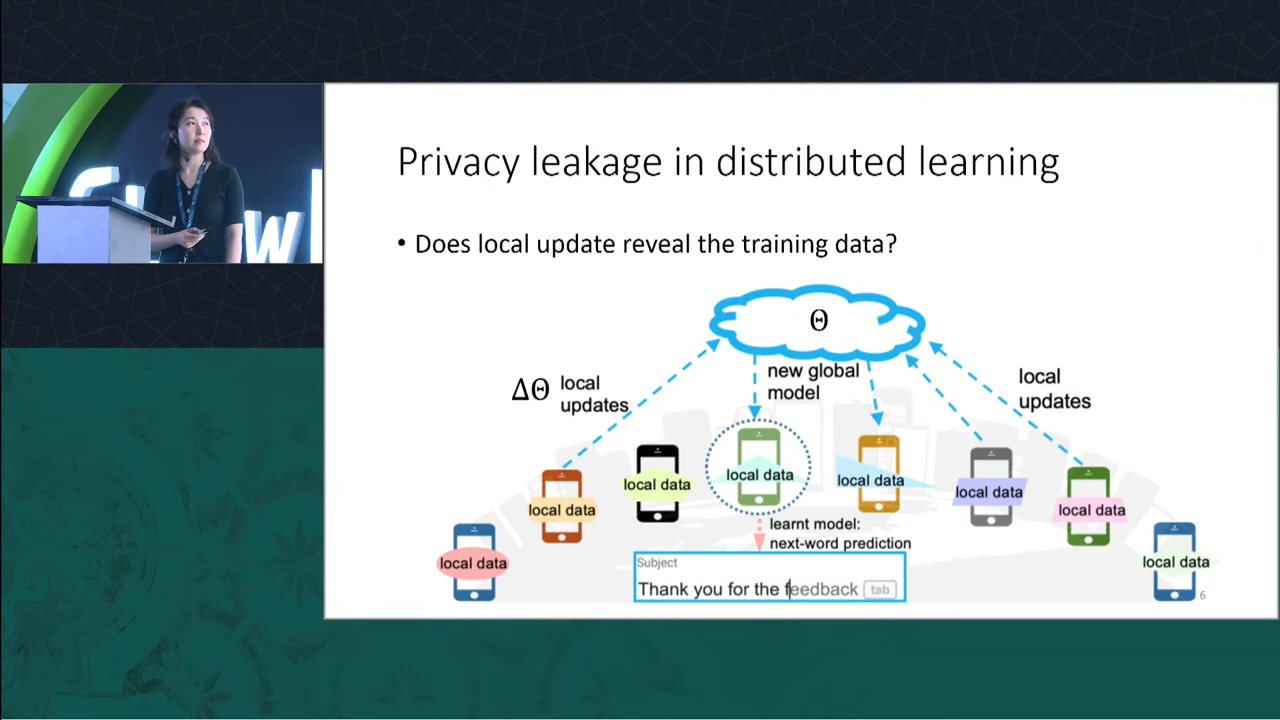 Privacy leakage in distributed learning
• Does local update reveal the training data?
Θ
ΔΘ local
updates
new global
model
local
updates
local data
local data
local data
local data
local data
local data
local data
local data
learnt model:
next-word prediction
Subject
Thank you for the feedback tab
6